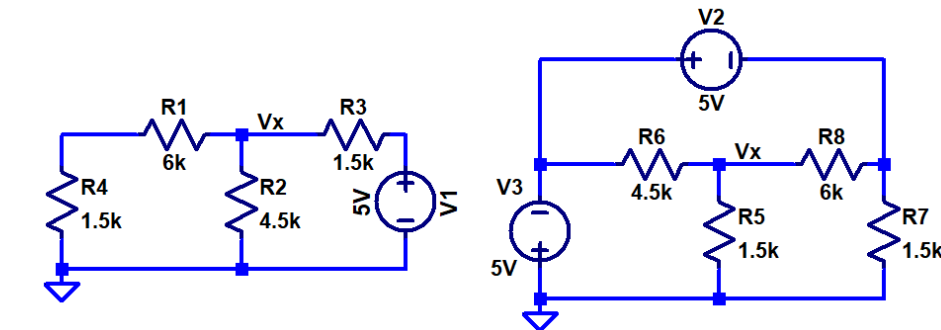 R1
6k
Vx
R3
1.5k
R4
1.5k
R2
4.5k
5V
V1
+
−
V2
+ −
5V
R6
4.5k
Vx
R8
6k
V3
−
+
5V
R5
1.5k
R7
1.5k